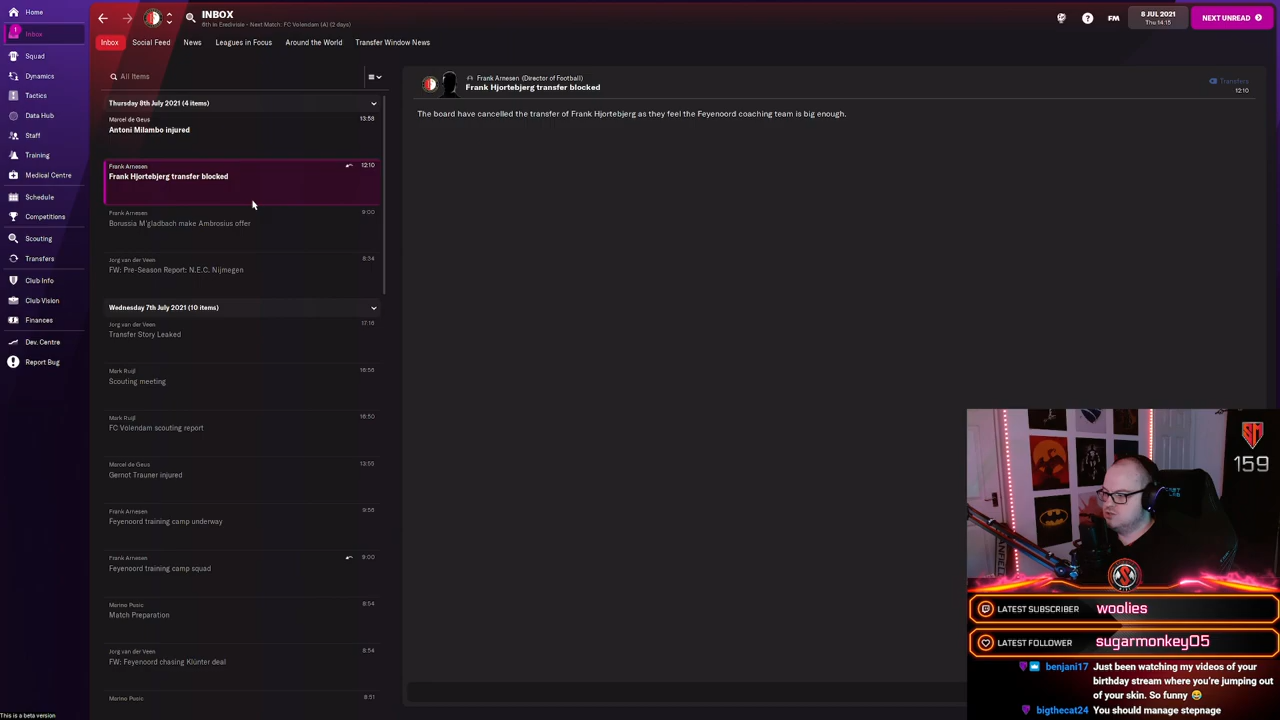 Home
1
Inbox
Squad
Dynamics
Tactics
Data Hub
Staff
Training
Medical Centre
Schedule
Competitions
Scouting
Transfers
Club Info
Club Vision
Finances
Dev. Centre
Report Bug
This is a beta version
INBOX
6th in Eredivisie - Next Match: FC Volendam (A) (2 days)
FM
8 JUL 2021
Thu 14:15
NEXT UNREAD
Inbox
Social Feed
News
Leagues in Focus
Around the World
Transfer Window News
All Items
Thursday 8th July 2021 (4 items)
Marcel de Geus
13:58
Antoni Milambo injured
Frank Arnesen
12:10
Frank Hjortebjerg transfer blocked
Frank Arnesen
9:00
Borussia M'gladbach make Ambrosius offer
Jorg van der Veen
8:34
FW: Pre-Season Report: N.E.C. Nijmegen
Wednesday 7th July 2021 (10 items)
Jorg van der Veen
17:16
Transfer Story Leaked
Mark Ruijl
16:56
Scouting meeting
Mark Ruijl
16:50
FC Volendam scouting report
Marcel de Geus
13:55
Gernot Trauner injured
Frank Arnesen
9:56
Feyenoord training camp underway
Frank Arnesen
9:00
Feyenoord training camp squad
Marino Pusic
8:54
Match Preparation
Jorg van der Veen
8:54
FW: Feyenoord chasing Klünter deal
Marino Pusic
8:51
Frank Arnesen (Director of Football)
Frank Hjortebjerg transfer blocked
Transfers
12:10
The board have cancelled the transfer of Frank Hjortebjerg as they feel the Feyenoord coaching team is big enough.
SM
159
LATEST SUBSCRIBER woolies
LATEST FOLLOWER sugarmonkey05
benjani17 Just been watching my videos of your
birthday stream where you're jumping out
of your skin. So funny 😂
bigthecat24 You should manage stepnage